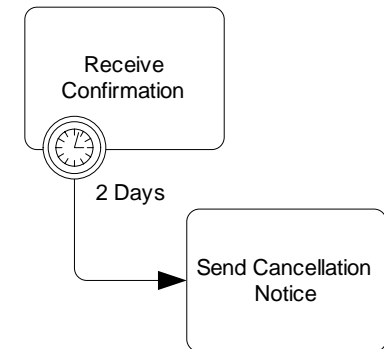 Receive
Confirmation
2 Days
Send Cancellation
Notice